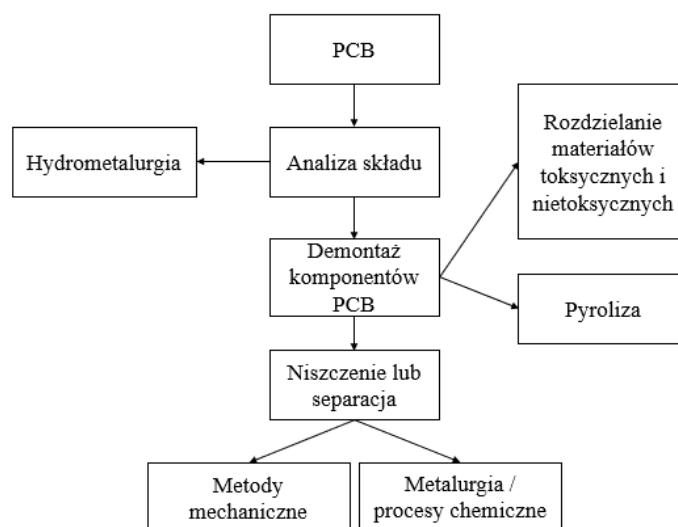 PCB
Rozdzielanie
materiałów
toksycznych i
nietoksycznych
Hydrometalurgia
Analiza składu
Demontaż
komponentów
PCB
Pyroliza
Niszczenie lub
separacja
Metody
mechaniczne
Metalurgia /
procesy chemiczne